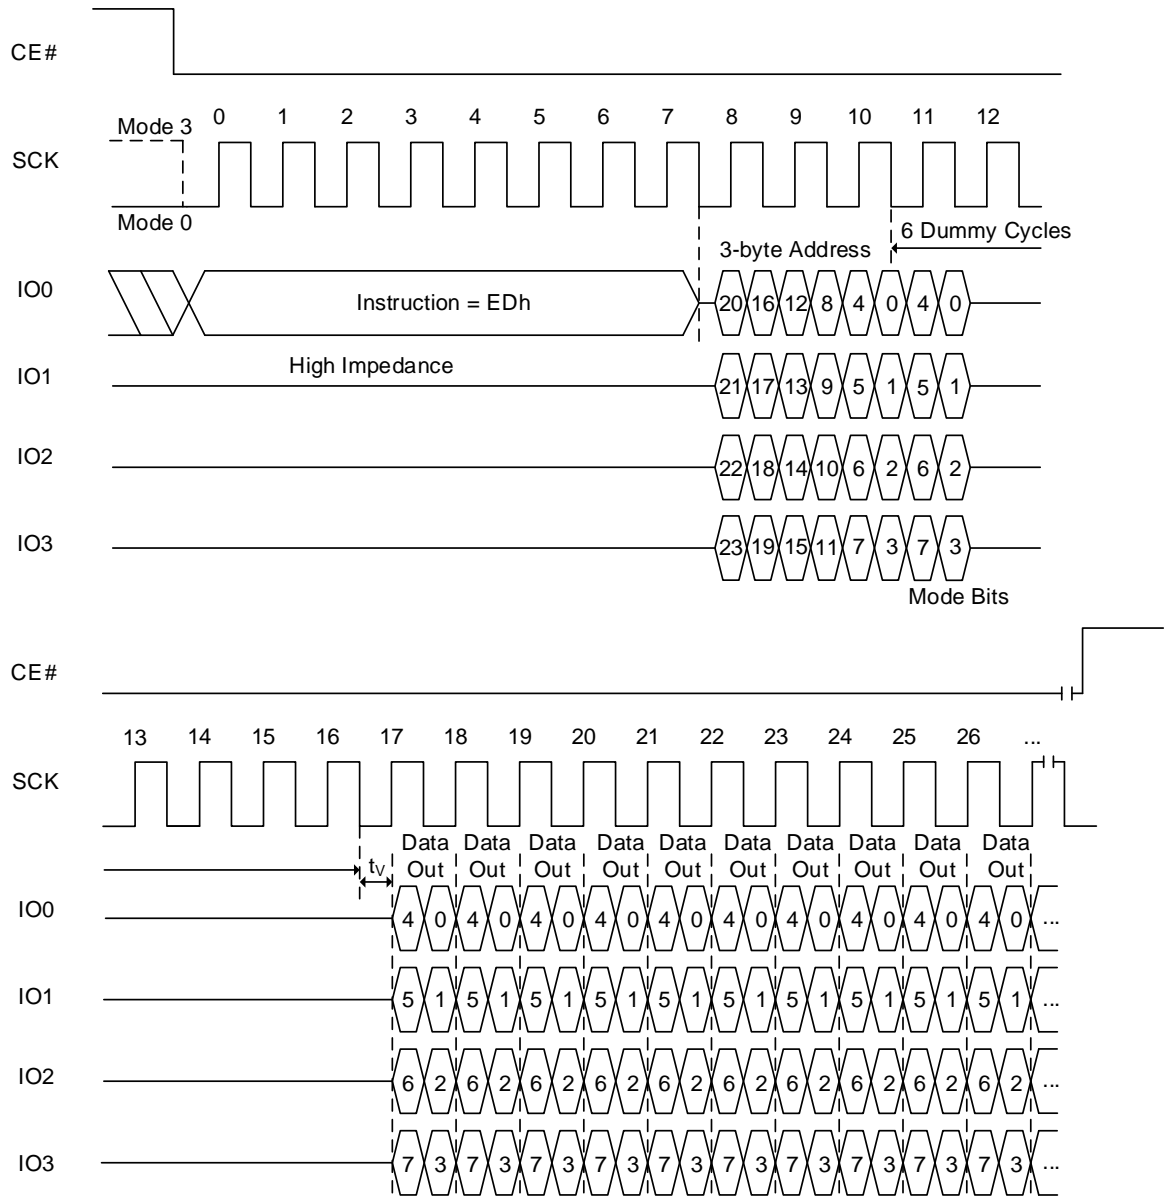 CE#
Mode 3 0 1 2 3 4 5 6 7 8 9 10 11 12
SCK
Mode 0
6 Dummy Cycles
3-byte Address
IO0 Instruction = EDh 20 16 12 8 4 0 4 0
High Impedance
IO1 21 17 13 9 5 1 5 1
IO2 22 18 14 10 6 2 6 2
IO3 23 19 15 11 7 3 7 3
Mode Bits
CE#
13 14 15 16 17 18 19 20 21 22 23 24 25 26 ...
SCK
tV Data Out Data Out Data Out Data Out Data Out Data Out Data Out Data Out Data Out Data Out
IO0 4 0 4 0 4 0 4 0 4 0 4 0 4 0 4 0 4 0 4 0 ...
IO1 5 1 5 1 5 1 5 1 5 1 5 1 5 1 5 1 5 1 5 1 ...
IO2 6 2 6 2 6 2 6 2 6 2 6 2 6 2 6 2 6 2 6 2 ...
IO3 7 3 7 3 7 3 7 3 7 3 7 3 7 3 7 3 7 3 7 3 ...